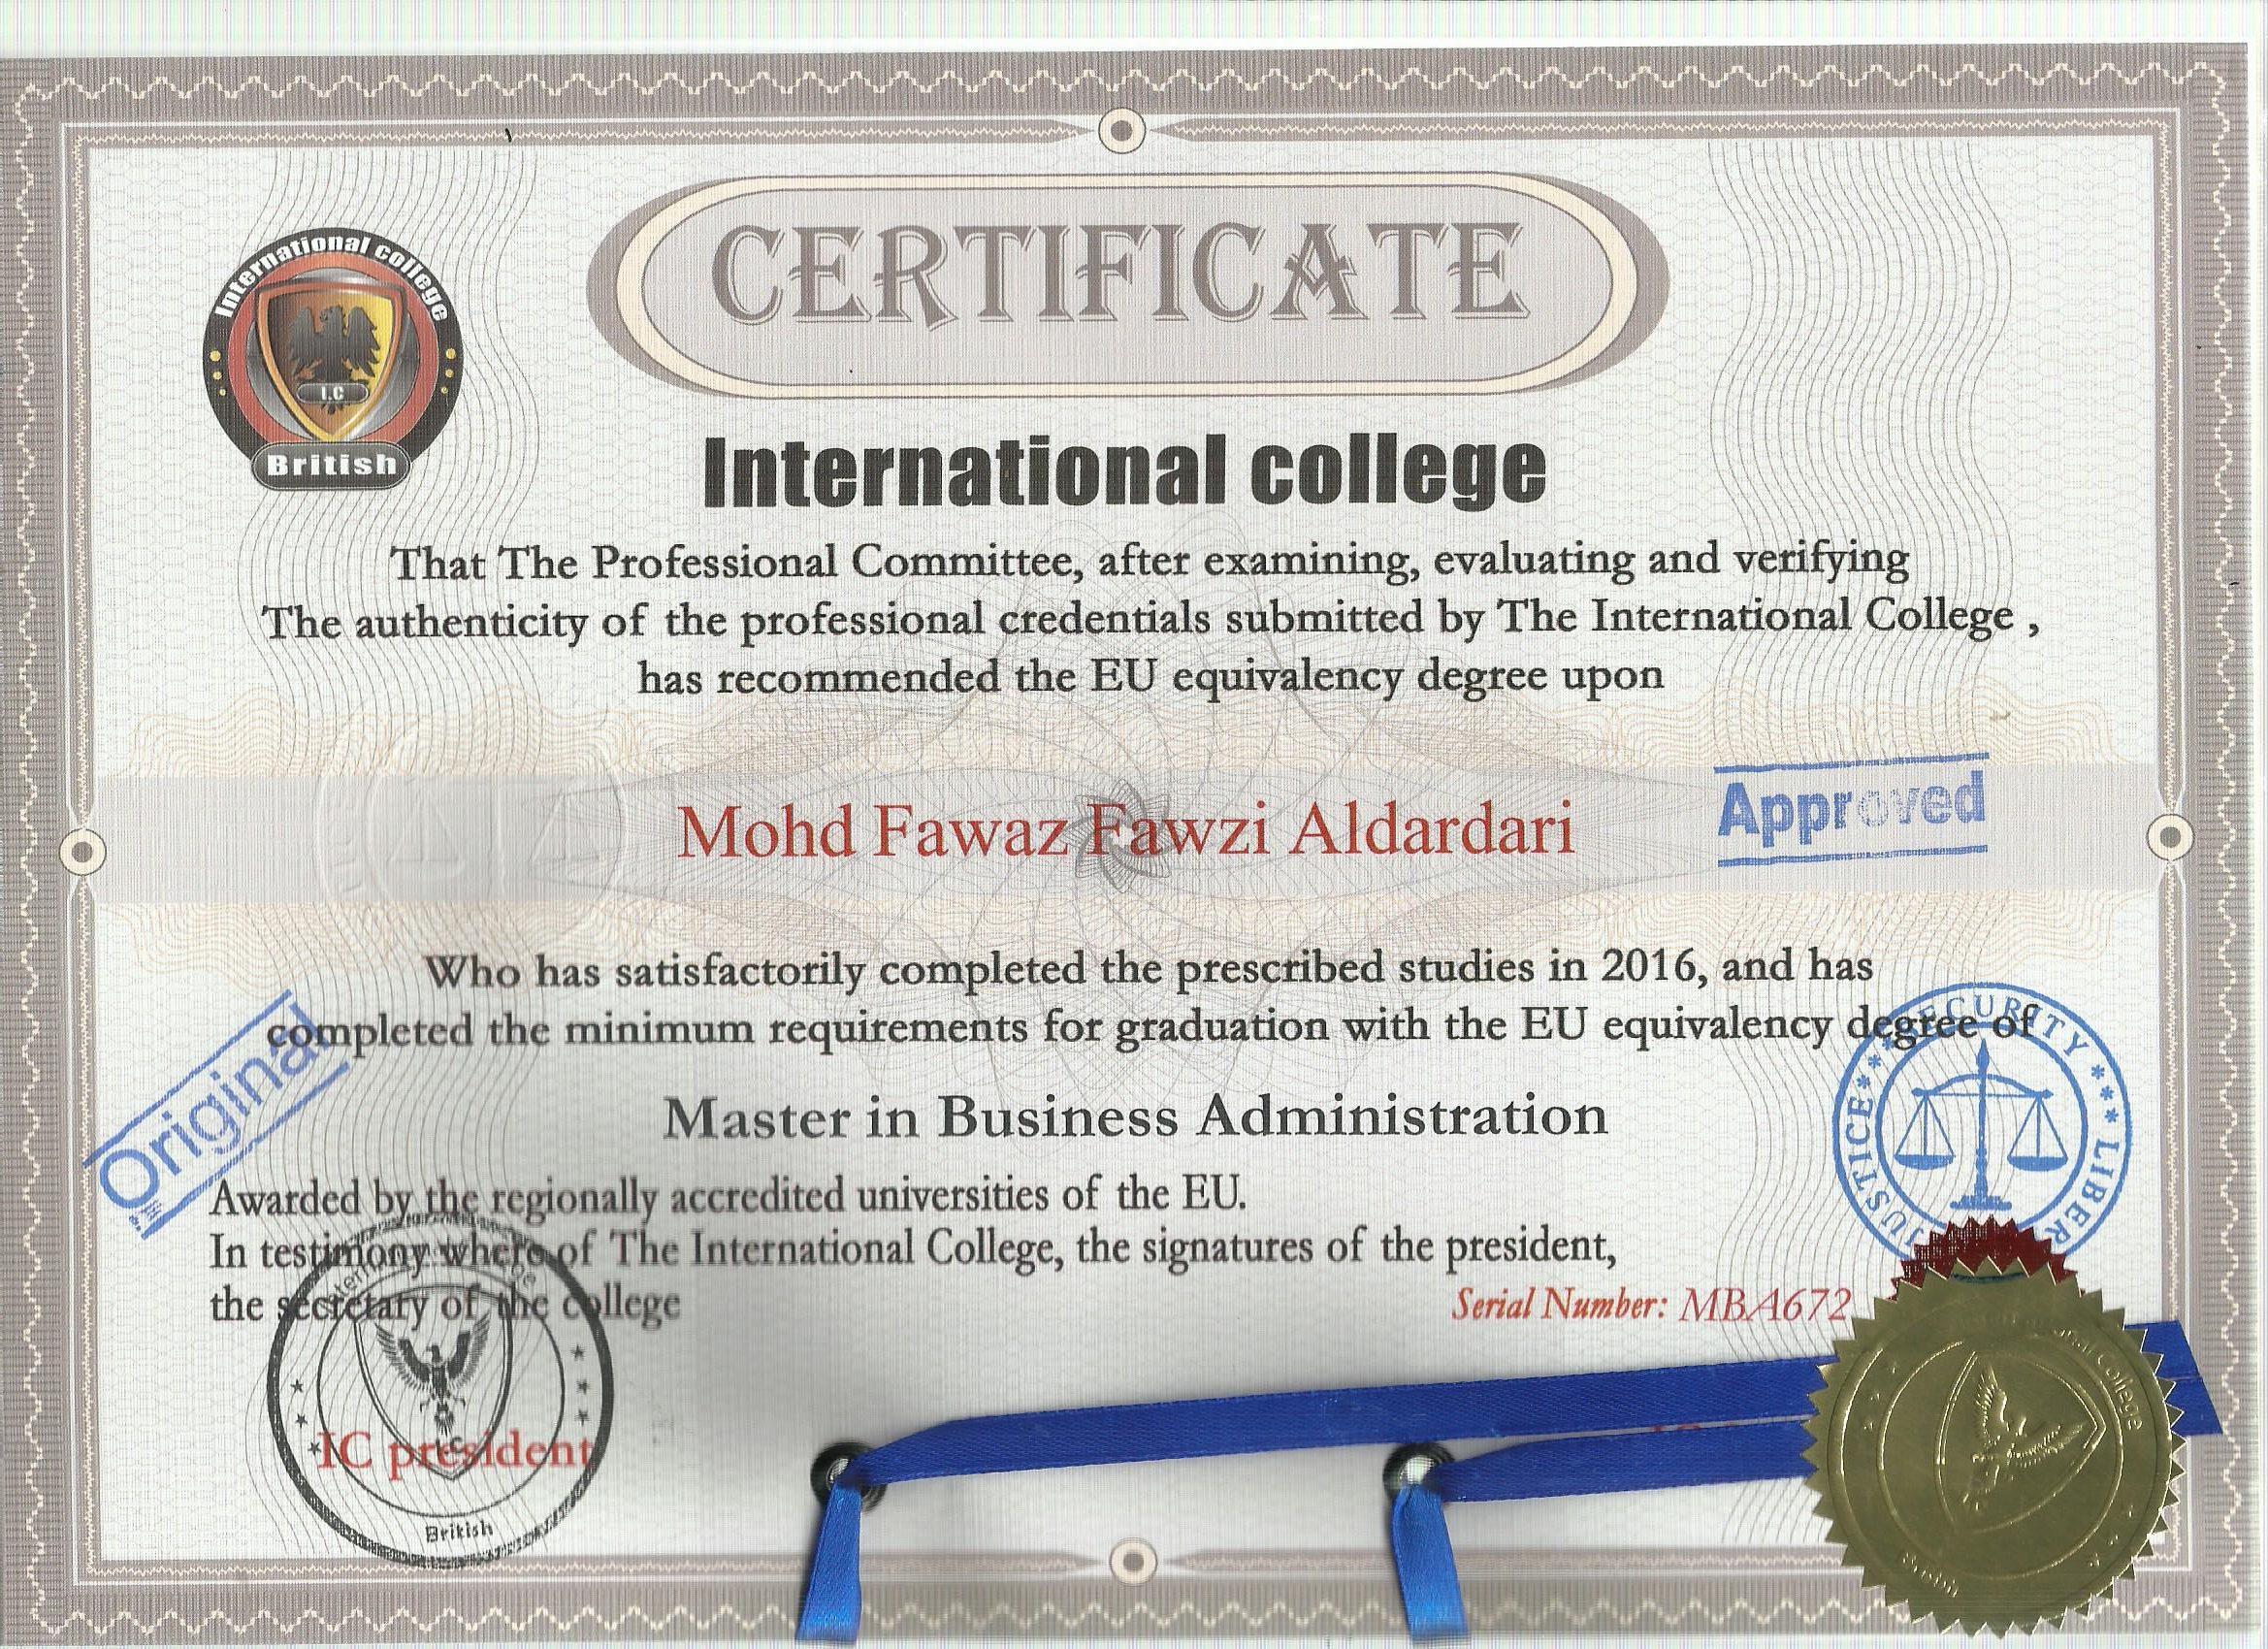 International college
I.C
British
CERTIFICATE
International college
That The Professional Committee, after examining, evaluating and verifying
The authenticity of the professional credentials submitted by The International College ,
has recommended the EU equivalency degree upon
Mohd Fawaz Fawzi Aldardari
Approved
Who has satisfactorily completed the prescribed studies in 2016, and has
completed the minimum requirements for graduation with the EU equivalency degree of
Original
SECURITY **** LIBER
JUSTICE***
Master in Business Administration
Awarded by the regionally accredited universities of the EU.
In testimony where of The International College, the signatures of the president,
the secretary of the college
Serial Number: MBA672
IC president
British
College